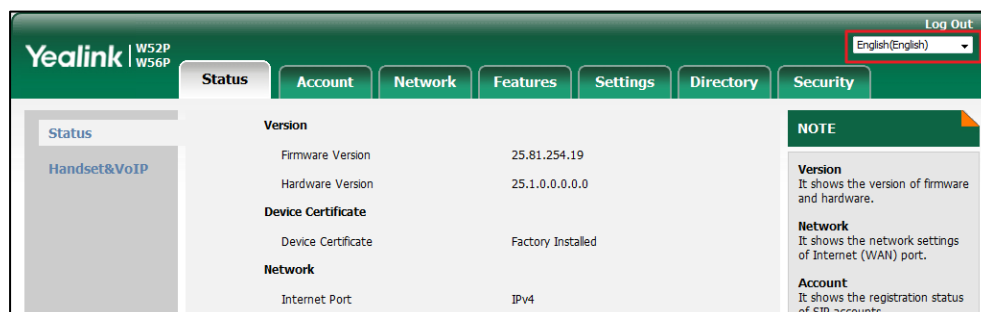 Log Out
English(English)
Yealink | W52P W56P
Status Account Network Features Settings Directory Security
Status
Handset&VoIP
Version
Firmware Version 25.81.254.19
Hardware Version 25.1.0.0.0.0.0
Device Certificate
Device Certificate Factory Installed
Network
Internet Port IPv4
NOTE
Version
It shows the version of firmware
and hardware.
Network
It shows the network settings
of Internet (WAN) port.
Account
It shows the registration status
of SIP accounts.